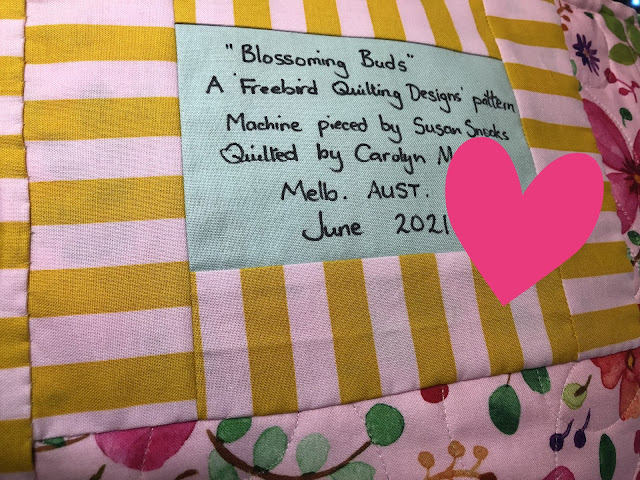 "Blossoming Buds"
A 'Freebird Quilting Designs' pattern
Machine pieced by Susan Snooks
Quilted by Carolyn
Melb. AUST.
June 2021